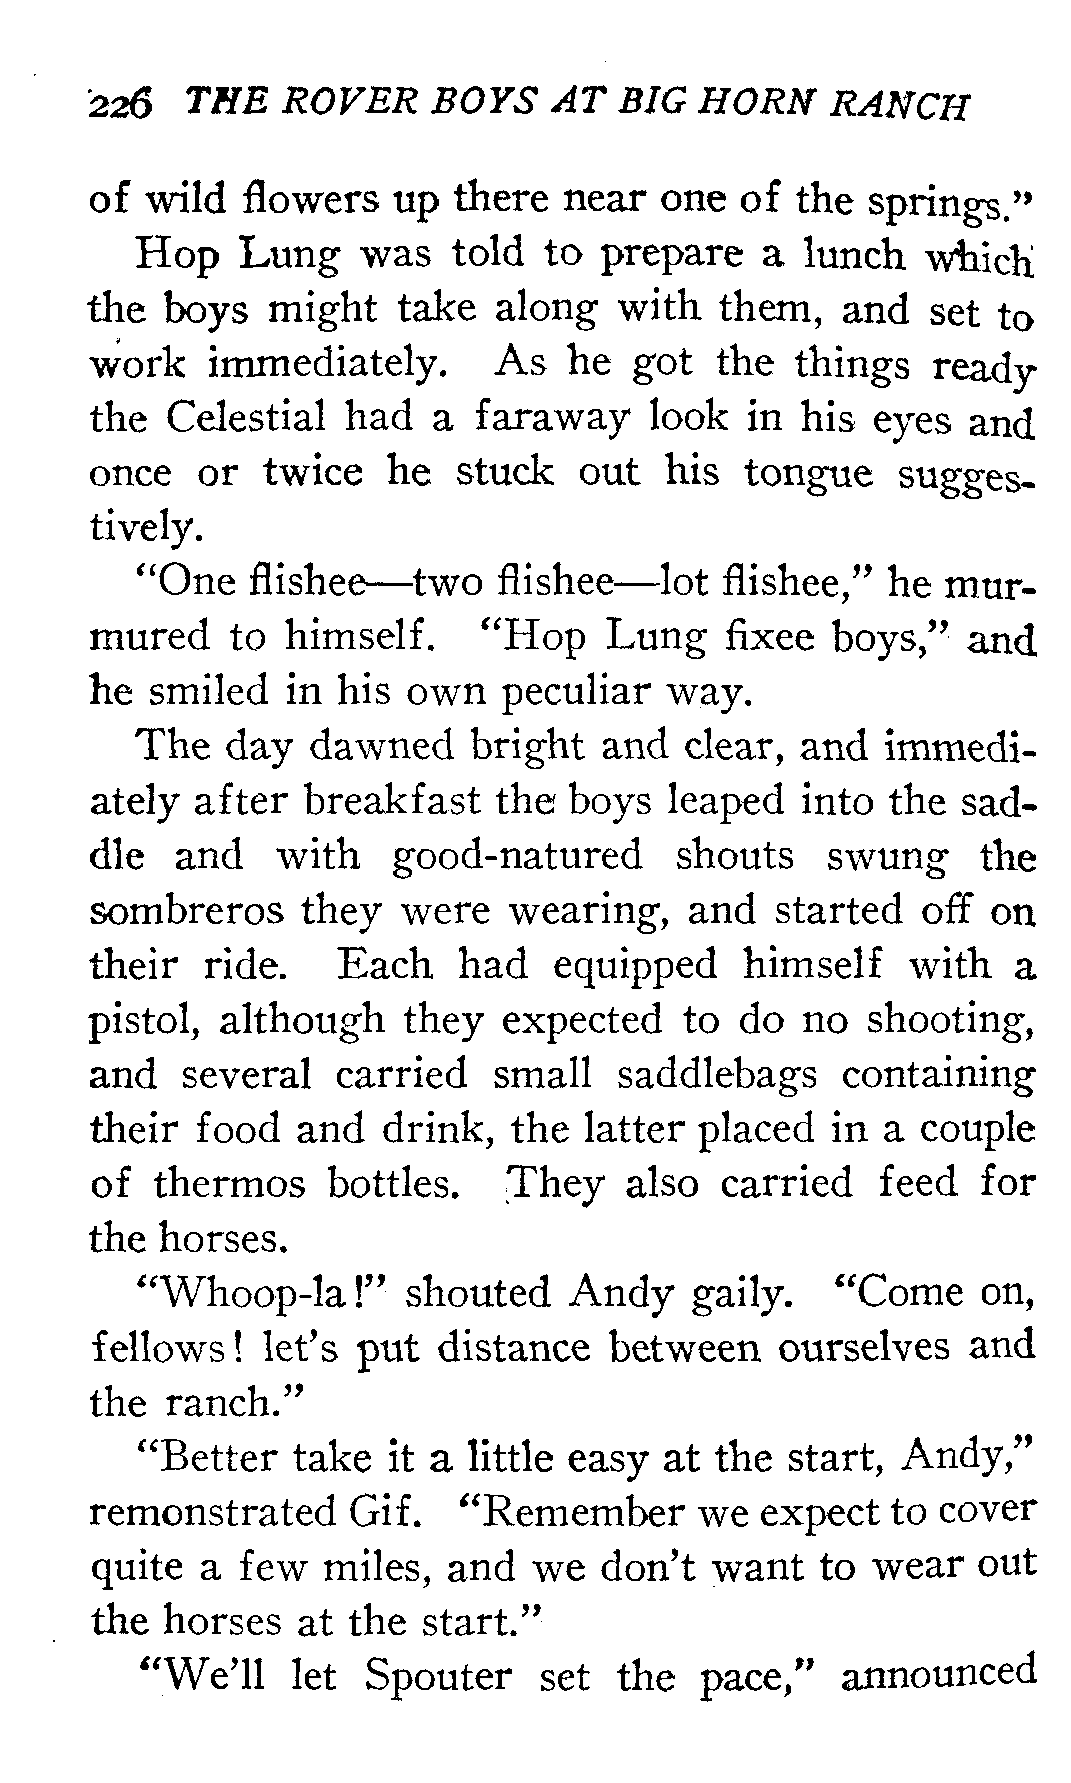 226 THE ROVER BOYS AT BIG HORN RANCH
of wild flowers up there near one of the springs."
Hop Lung was told to prepare a lunch which
the boys might take along with them, and set to
work immediately. As he got the things ready
the Celestial had a faraway look in his eyes and
once or twice he stuck out his tongue sugges-
tively.
"One flishee—two flishee—lot flishee," he mur-
mured to himself. "Hop Lung fixee boys," and
he smiled in his own peculiar way.
The day dawned bright and clear, and immedi-
ately after breakfast the boys leaped into the sad-
dle and with good-natured shouts swung the
sombreros they were wearing, and started off on
their ride. Each had equipped himself with a
pistol, although they expected to do no shooting,
and several carried small saddlebags containing
their food and drink, the latter placed in a couple
of thermos bottles. They also carried feed for
the horses.
"Whoop-la!" shouted Andy gaily. "Come on,
fellows! let's put distance between ourselves and
the ranch."
"Better take it a little easy at the start, Andy,"
remonstrated Gif. "Remember we expect to cover
quite a few miles, and we don't want to wear out
the horses at the start."
"We'll let Spouter set the pace," announced